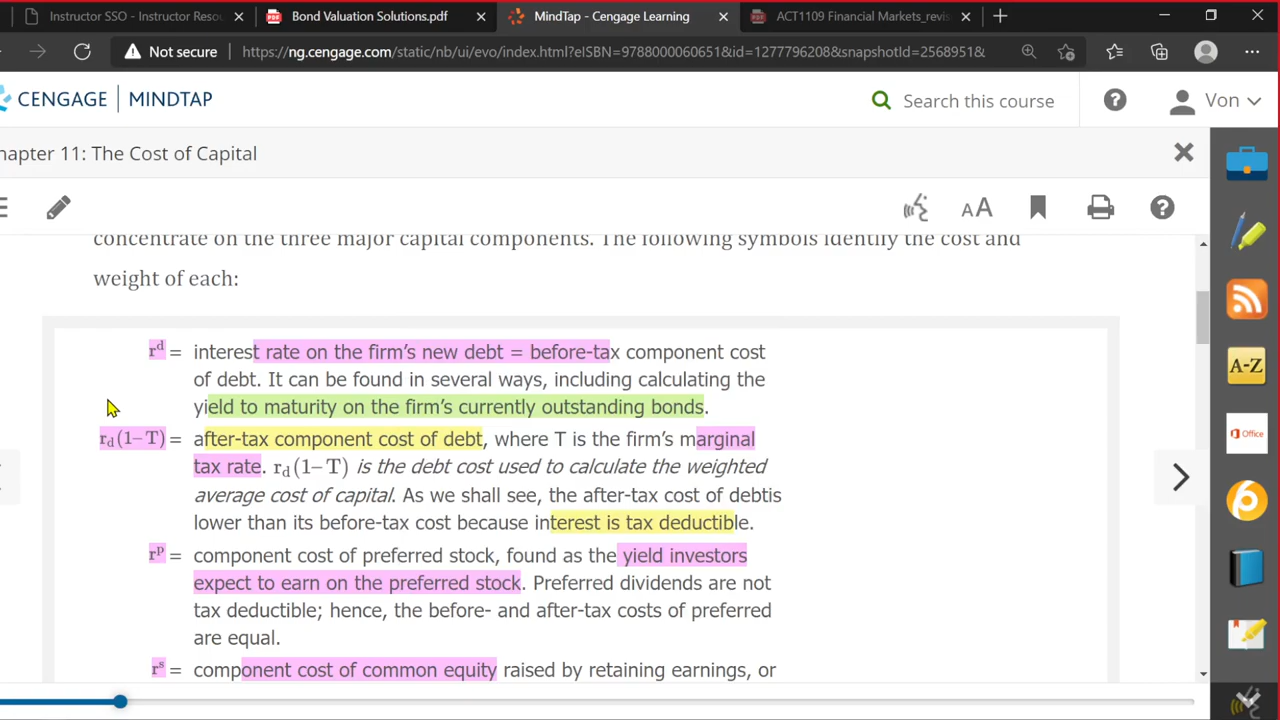 Instructor SSO - Instructor Resou
Bond Valuation Solutions.pdf
MindTap - Cengage Learning
ACT1109 Financial Markets_revis
Not secure
https://ng.cengage.com/static/nb/ui/evo/index.html?eISBN=9788000060651&id=1277796208&snapshotId=2568951&
CENGAGE MINDTAP
Search this course
Von
hapter 11: The Cost of Capital
AA
concentrate on the three major capital components. The following symbols identify the cost and
weight of each:
rd = interest rate on the firm's new debt = before-tax component cost
of debt. It can be found in several ways, including calculating the
yield to maturity on the firm's currently outstanding bonds.
rd(1–T) = after-tax component cost of debt, where T is the firm's marginal
tax rate. rd(1–T) is the debt cost used to calculate the weighted
average cost of capital. As we shall see, the after-tax cost of debtis
lower than its before-tax cost because interest is tax deductible.
rp = component cost of preferred stock, found as the yield investors
expect to earn on the preferred stock. Preferred dividends are not
tax deductible; hence, the before- and after-tax costs of preferred
are equal.
rs = component cost of common equity raised by retaining earnings, or
A-Z
Office